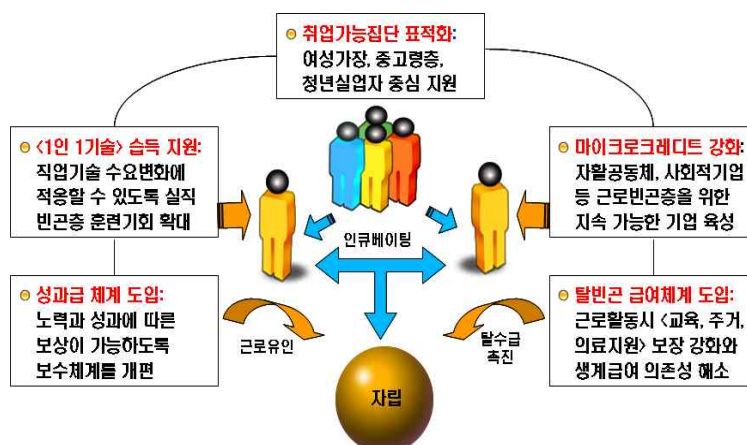 취업가능집단 표적화:
여성가장, 중고령층,
청년실업자 중심 지원
<1인 1기술> 습득 지원:
직업기술 수요변화에
적응할 수 있도록 실직
빈곤층 훈련기회 확대
마이크로크레디트 강화:
자활공동체, 사회적기업
등 근로빈곤층을 위한
지속 가능한 기업 육성
인큐베이팅
성과급 체계 도입:
노력과 성과에 따른
보상이 가능하도록
보수체계를 개편
근로유인
탈수급
촉진
탈빈곤 급여체계 도입:
근로활동시 <교육, 주거,
의료지원> 보장 강화와
생계급여 의존성 해소
자립